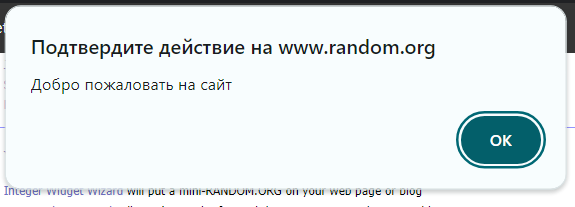 Подтвердите действие на www.random.org
Добро пожаловать на сайт
OK
Integer Widget Wizard will put a mini-RANDOM.ORG on your web page or blog